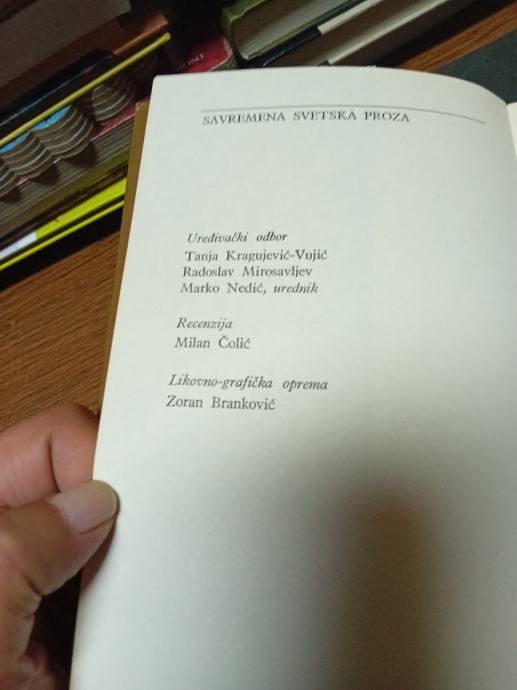 SAVREMENA SVETSKA PROZA
Uređivački odbor
Tanja Kragujević-Vujić
Radoslav Mirosavljev
Marko Nedić, urednik
Recenzija
Milan Čolić
Likovno-grafička oprema
Zoran Branković